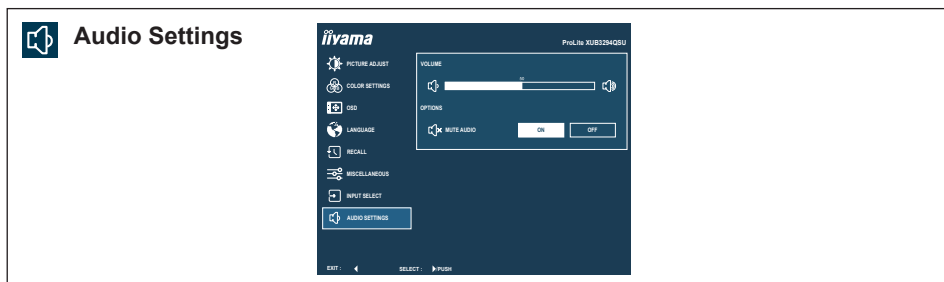 Audio Settings
iiyama
ProLite XUB3294QSU
PICTURE ADJUST
COLOR SETTINGS
OSD
LANGUAGE
RECALL
MISCELLANEOUS
INPUT SELECT
AUDIO SETTINGS
VOLUME
50
OPTIONS
MUTE AUDIO ON OFF
EXIT : SELECT : /PUSH